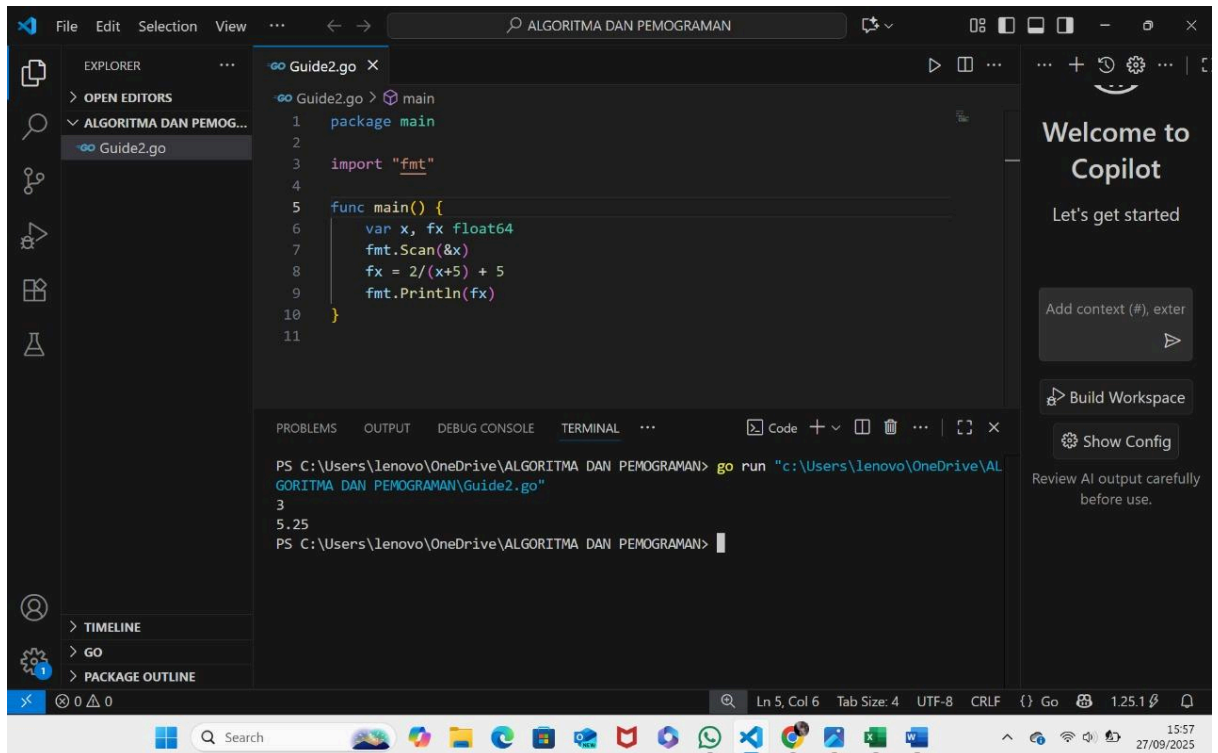 File Edit Selection View ... ALGORITMA DAN PEMOGRAMAN
EXPLORER ...
> OPEN EDITORS
ALGORITMA DAN PEMOG...
GO Guide2.go
GO Guide2.go ×
GO Guide2.go > main
1 package main
2
3 import "fmt"
4
5 func main() {
6 var x, fx float64
7 fmt.Scan(&x)
8 fx = 2/(x+5) + 5
9 fmt.Println(fx)
10 }
11
PROBLEMS OUTPUT DEBUG CONSOLE TERMINAL ... Code
PS C:\Users\lenovo\OneDrive\ALGORITMA DAN PEMOGRAMAN> go run "c:\Users\lenovo\OneDrive\AL
GORITMA DAN PEMOGRAMAN\Guide2.go"
3
5.25
PS C:\Users\lenovo\OneDrive\ALGORITMA DAN PEMOGRAMAN>
Welcome to
Copilot
Let's get started
Add context (#), exter
Build Workspace
Show Config
Review AI output carefully
before use.
> TIMELINE
> GO
> PACKAGE OUTLINE
1
0 0 Ln 5, Col 6 Tab Size: 4 UTF-8 CRLF {} Go 1.25.1
Search
15:57
27/09/2025